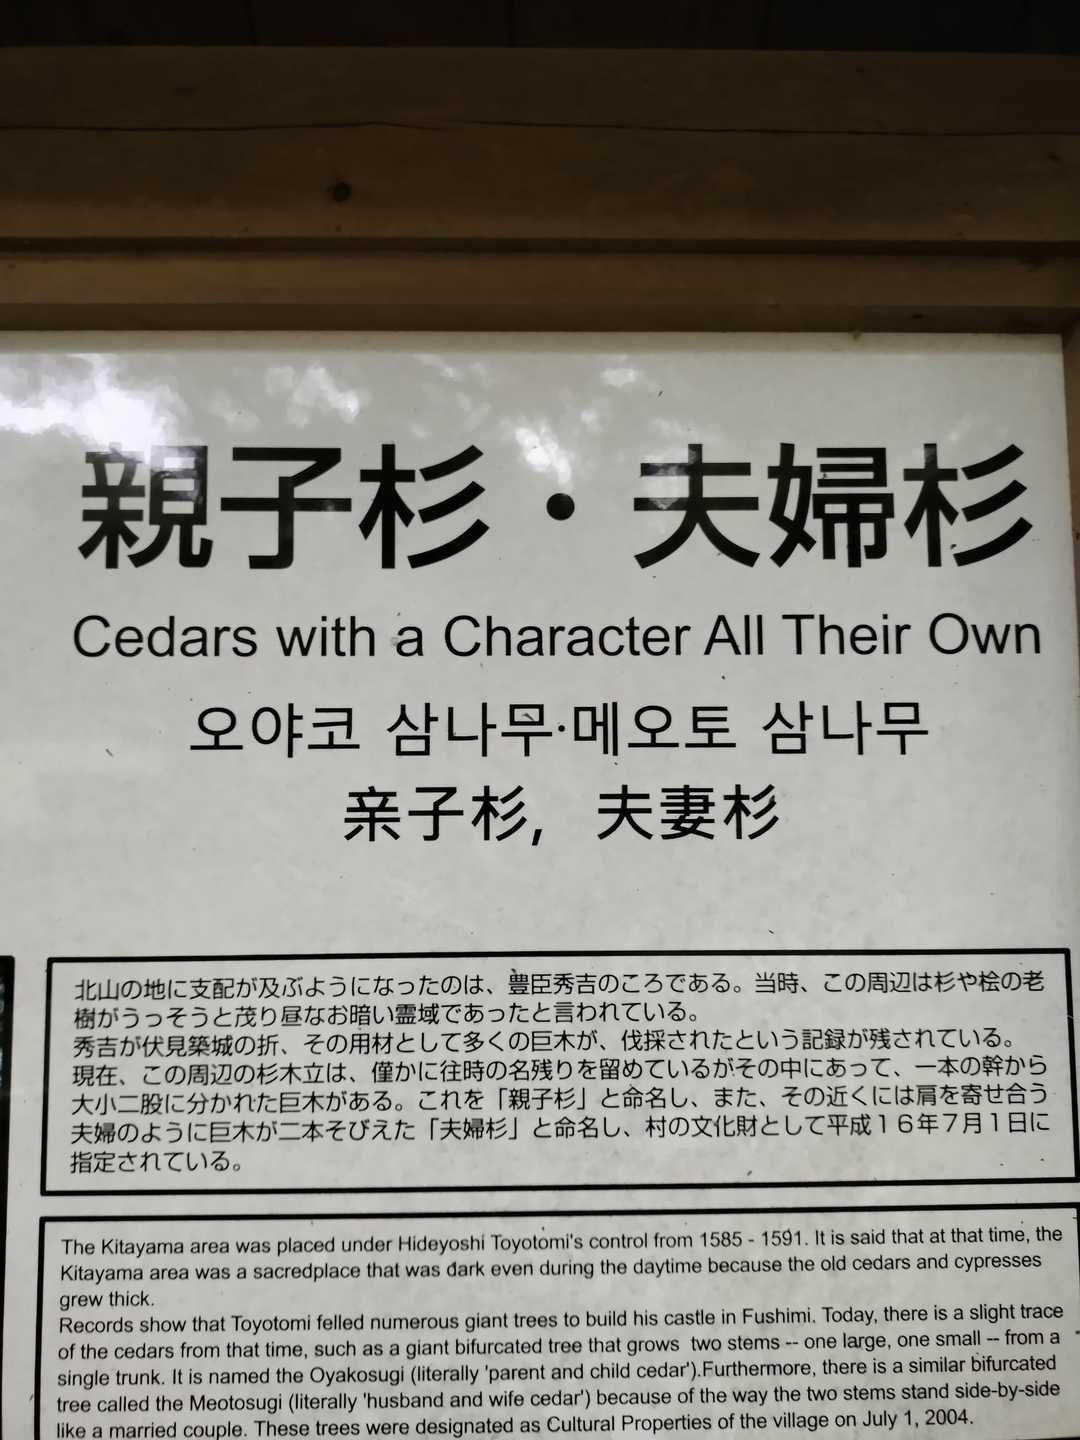 親子杉・夫婦杉
Cedars with a Character All Their Own
오야코 삼나무·메오토 삼나무
亲子杉，夫妻杉
北山の地に支配が及ぶようになったのは、豊臣秀吉のころである。当時、この周辺は杉や桧の老
樹がうっそうと茂り昼なお暗い霊域であったと言われている。
秀吉が伏見築城の折、その用材として多くの巨木が、伐採されたという記録が残されている。
現在、この周辺の杉木立は、僅かに往時の名残りを留めているがその中にあって、一本の幹から
大小二股に分かれた巨木がある。これを「親子杉」と命名し、また、その近くには肩を寄せ合う
夫婦のように巨木が二本そびえた「夫婦杉」と命名し、村の文化財として平成１６年７月１日に
指定されている。
The Kitayama area was placed under Hideyoshi Toyotomi's control from 1585 - 1591. It is said that at that time, the
Kitayama area was a sacredplace that was dark even during the daytime because the old cedars and cypresses
grew thick.
Records show that Toyotomi felled numerous giant trees to build his castle in Fushimi. Today, there is a slight trace
of the cedars from that time, such as a giant bifurcated tree that grows  two stems -- one large, one small -- from a
single trunk. It is named the Oyakosugi (literally 'parent and child cedar').Furthermore, there is a similar bifurcated
tree called the Meotosugi (literally 'husband and wife cedar') because of the way the two stems stand side-by-side
like a married couple. These trees were designated as Cultural Properties of the village on July 1, 2004.